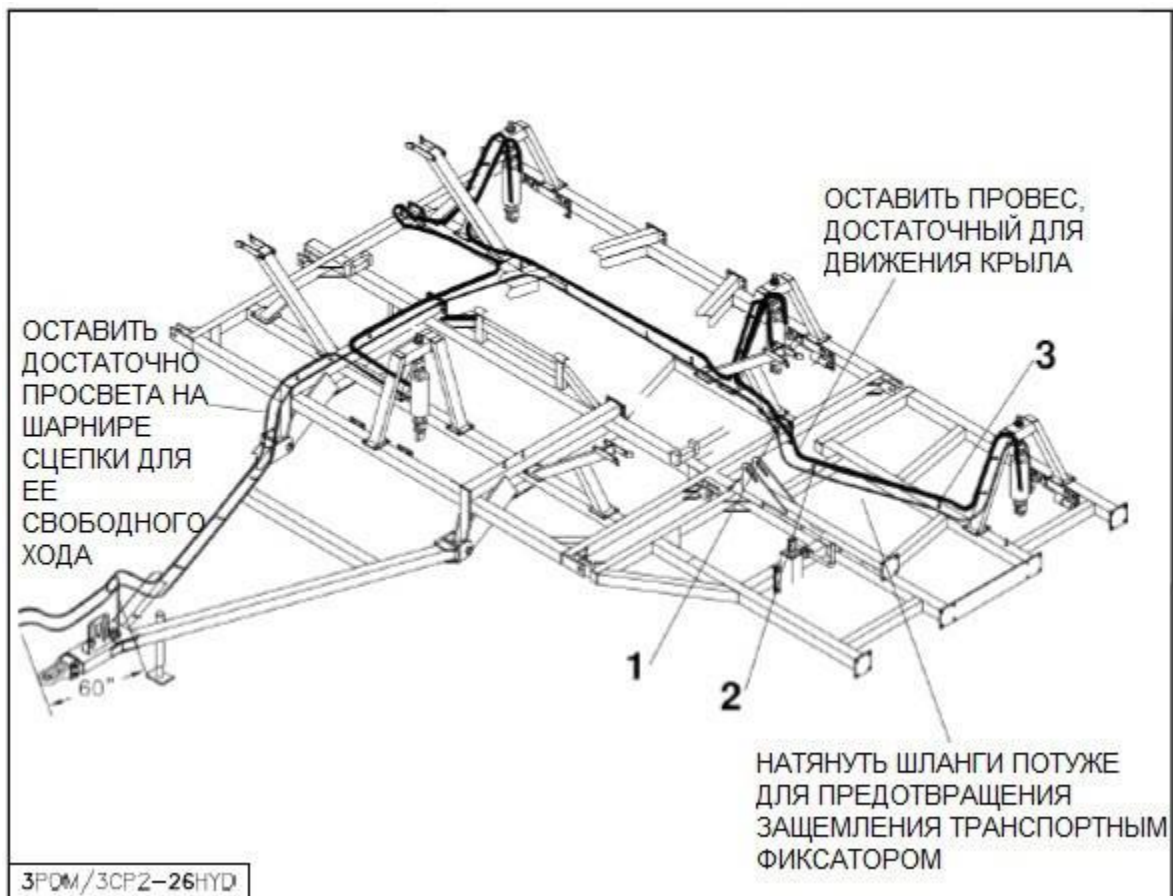 ОСТАВИТЬ ПРОВЕС,
ДОСТАТОЧНЫЙ ДЛЯ
ДВИЖЕНИЯ КРЫЛА
ОСТАВИТЬ
ДОСТАТОЧНО
ПРОСВЕТА НА
ШАРНИРЕ
СЦЕПКИ ДЛЯ
ЕЕ
СВОБОДНОГО
ХОДА
3
1
2
60"
НАТЯНУТЬ ШЛАНГИ ПОТУЖЕ
ДЛЯ ПРЕДОТВРАЩЕНИЯ
ЗАЩЕМЛЕНИЯ ТРАНСПОРТНЫМ
ФИКСАТОРОМ
3PDM/3CP2-26HYD